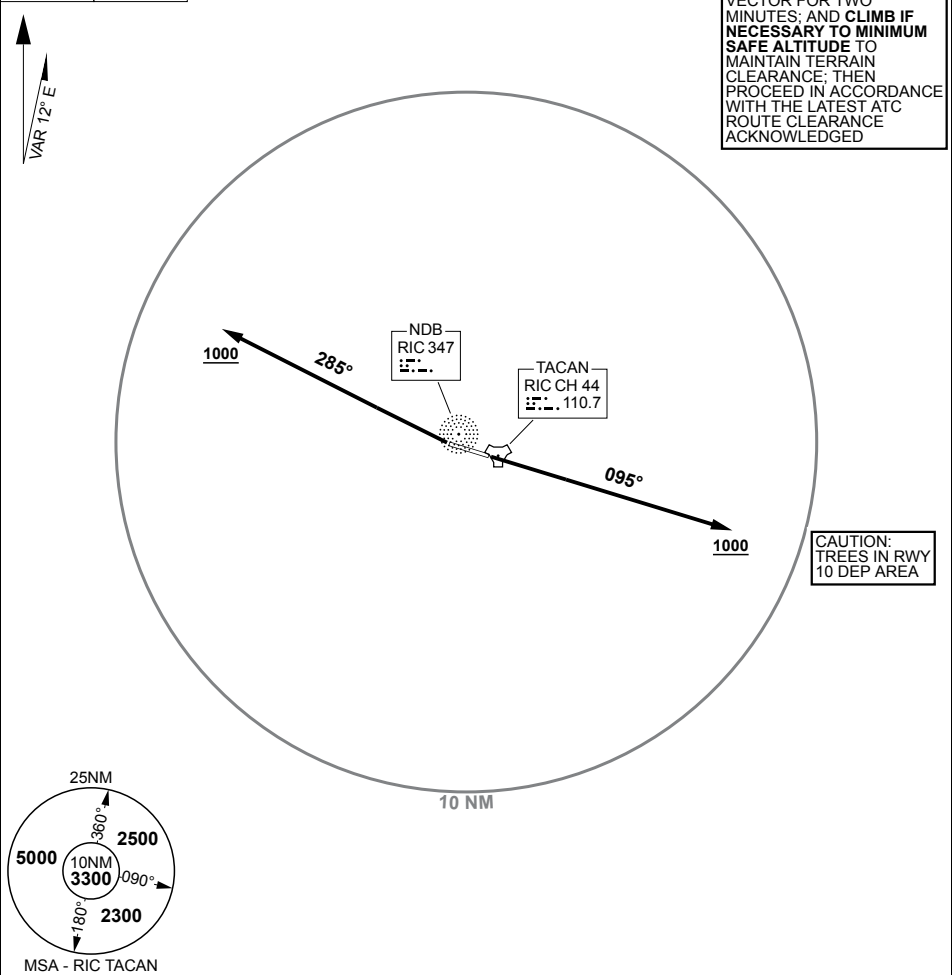 VECTOR FOR TWO
MINUTES; AND CLIMB IF
NECESSARY TO MINIMUM
SAFE ALTITUDE TO
MAINTAIN TERRAIN
CLEARANCE; THEN
PROCEED IN ACCORDANCE
WITH THE LATEST ATC
ROUTE CLEARANCE
ACKNOWLEDGED
VAR 12° E
NDB
RIC 347
1000
285°
TACAN
RIC CH 44
110.7
095°
1000
CAUTION:
TREES IN RWY
10 DEP AREA
10 NM
25NM
360°
2500
5000
10NM
3300
090°
180°
2300
MSA - RIC TACAN